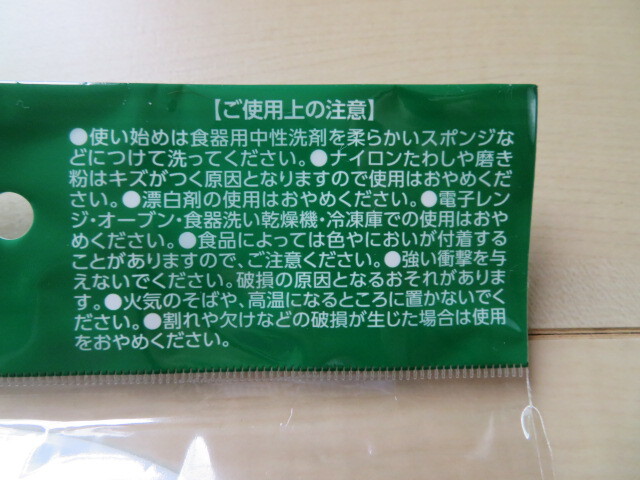 【ご使用上の注意】
●使い始めは食器用中性洗剤を柔らかいスポンジな
どにつけて洗ってください。●ナイロンたわしや磨き
粉はキズがつく原因となりますので使用はおやめくだ
さい。●漂白剤の使用はおやめください。●電子レン
ジ・オーブン・食器洗い乾燥機・冷凍庫での使用はおや
めください。●食品によっては色やにおいが付着する
ことがありますので、ご注意ください。●強い衝撃を与
えないでください。破損の原因となるおそれがありま
す。●火気のそばや、高温になるところに置かないでく
ださい。●割れや欠けなどの破損が生じた場合は使用
をおやめください。